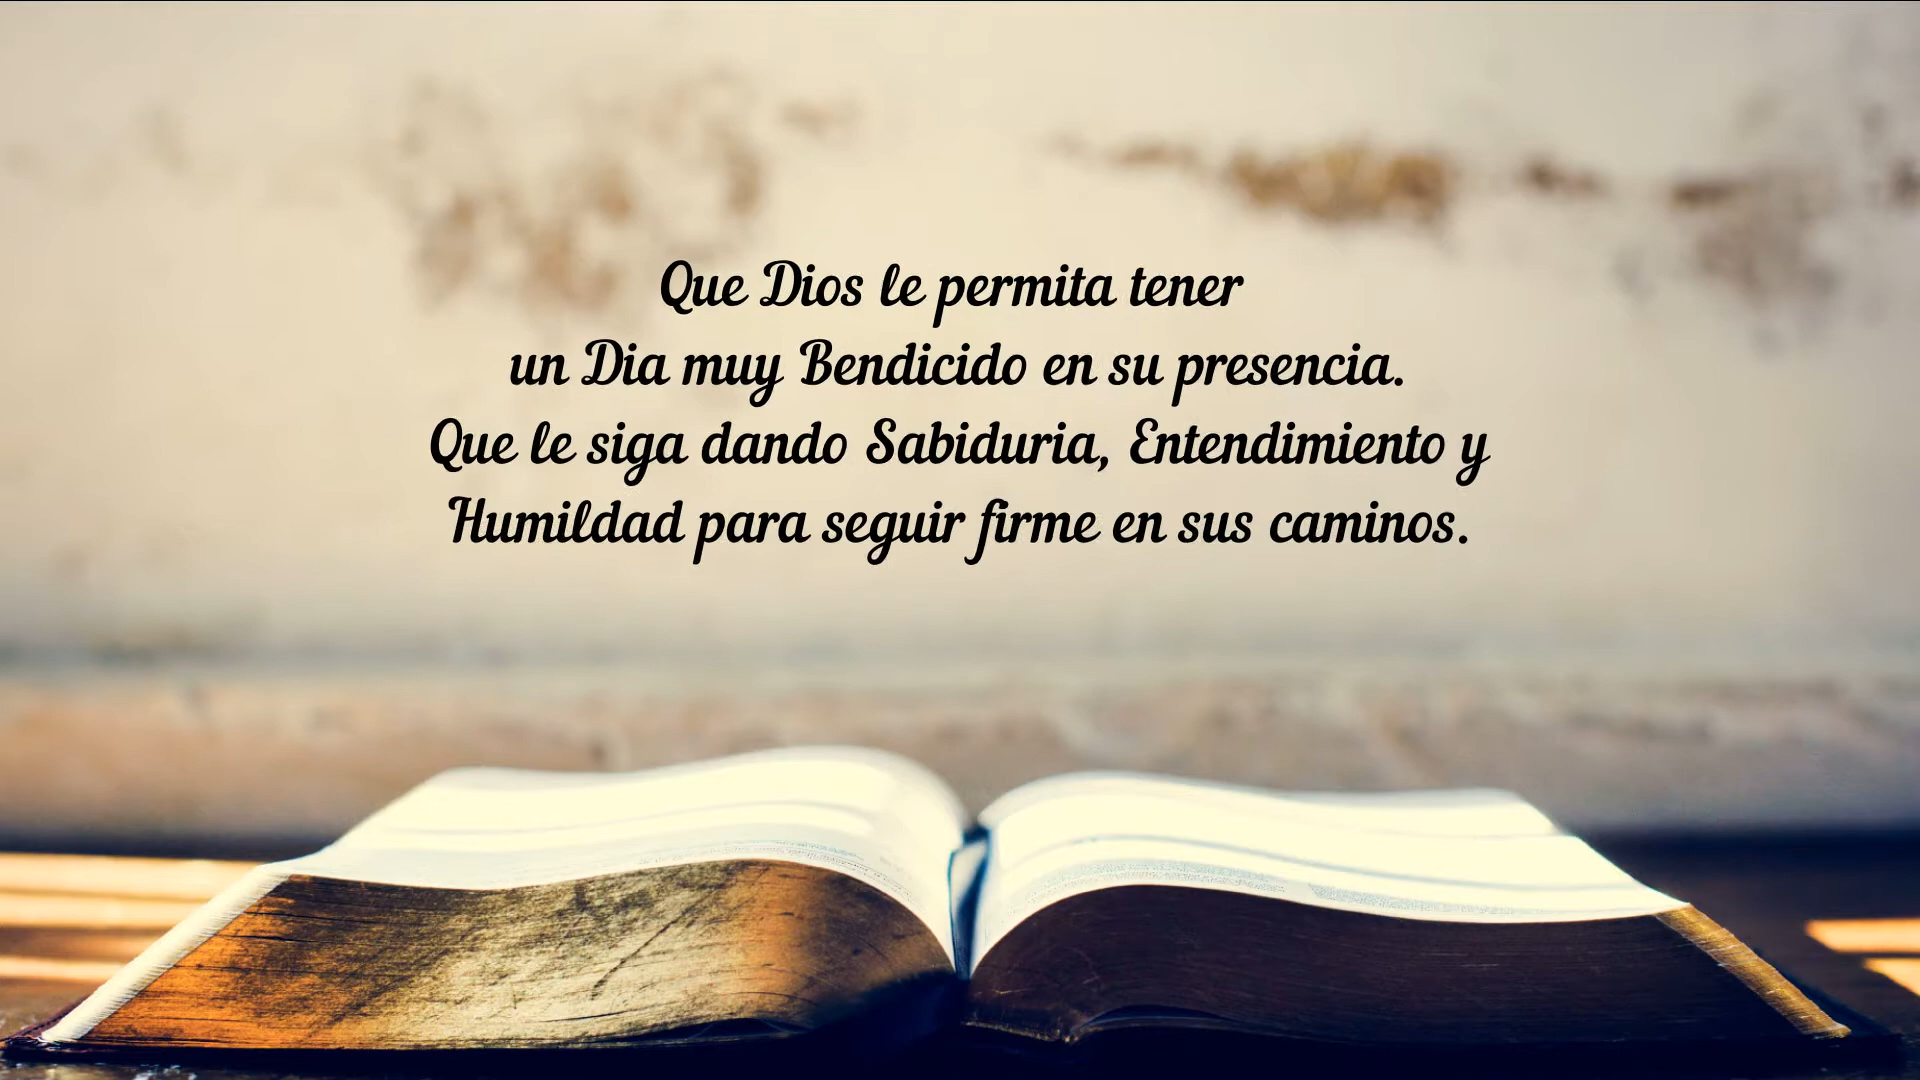 Que Dios le permita tener
un Dia muy Bendicido en su presencia.
Que le siga dando Sabiduria, Entendimiento y
Humildad para seguir firme en sus caminos.